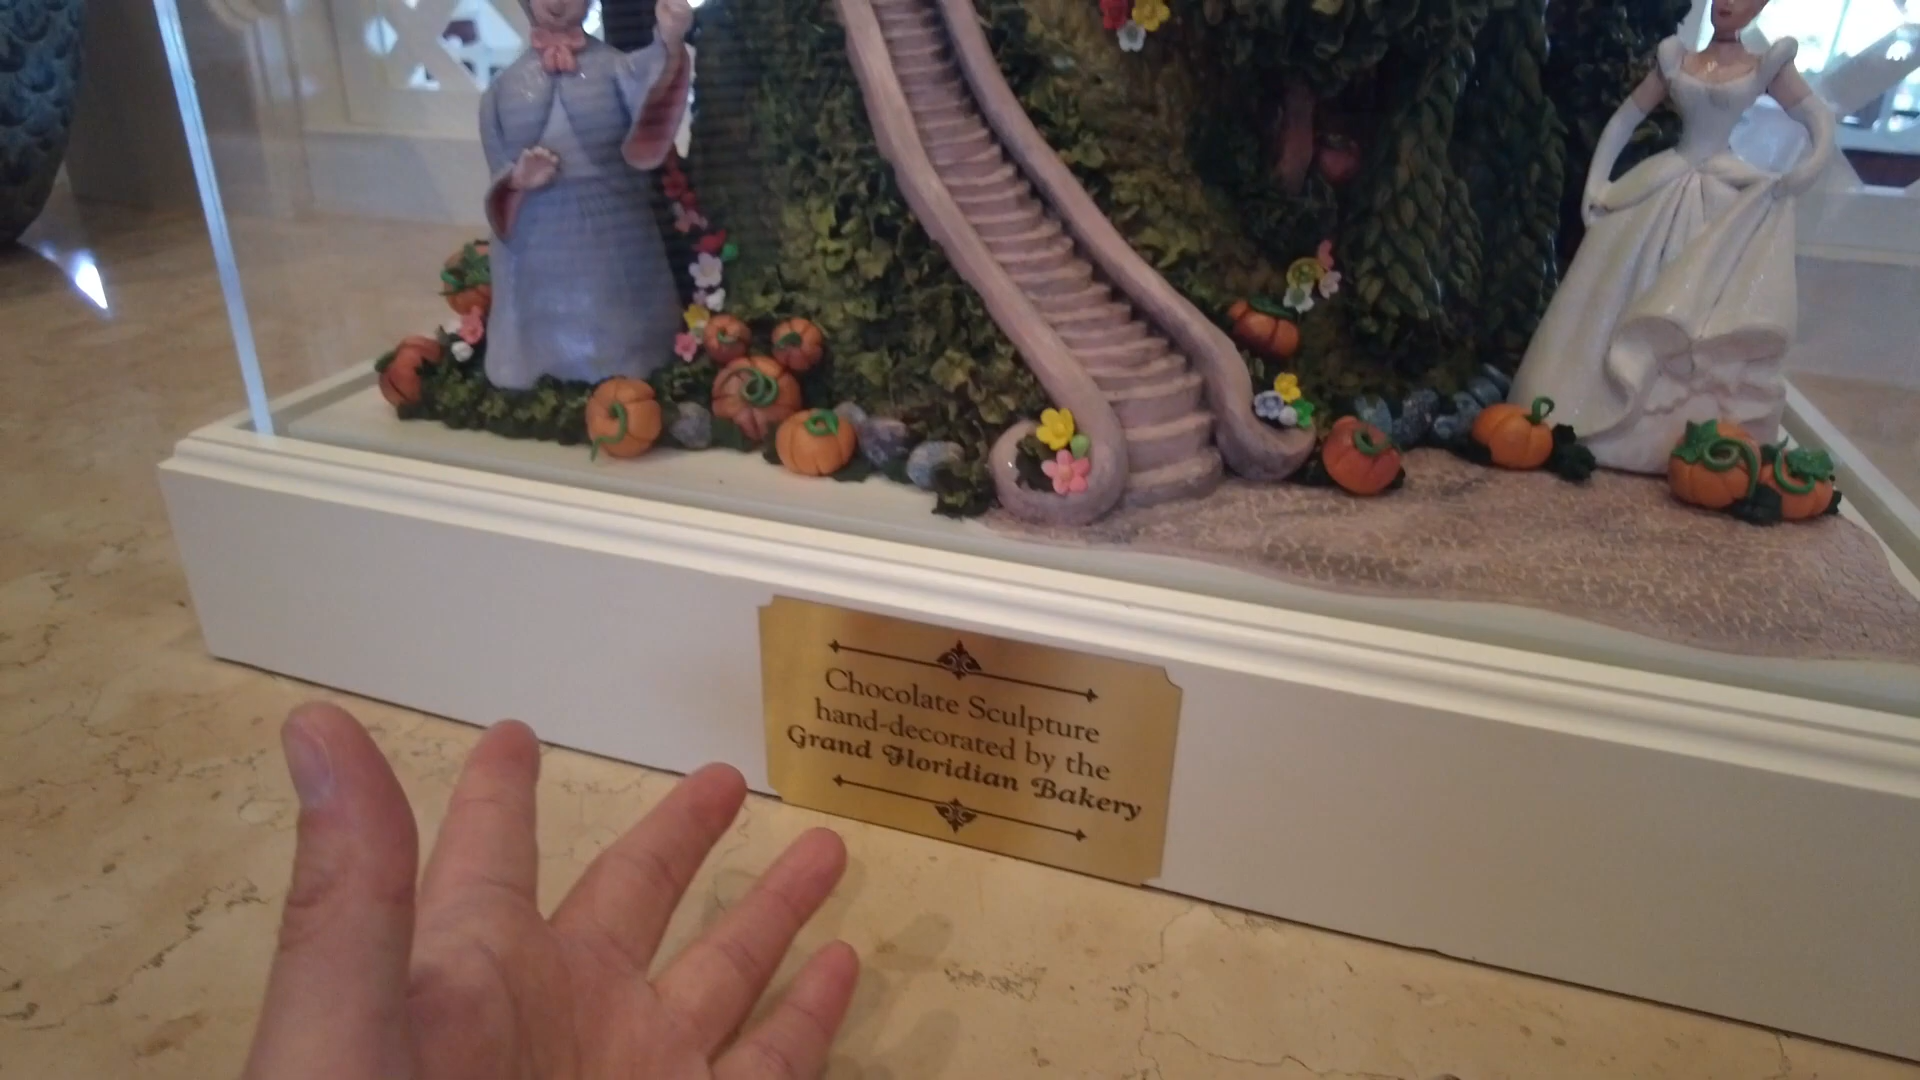 Chocolate Sculpture
hand-decorated by the
Grand Floridian Bakery